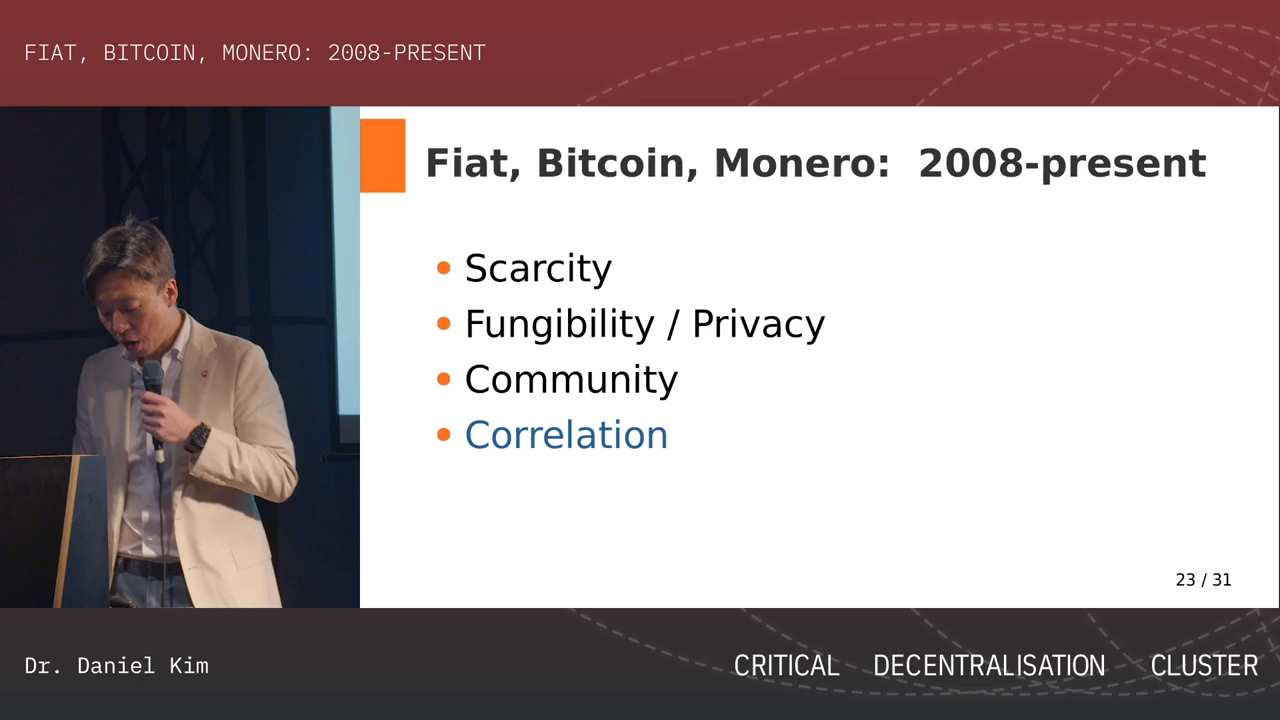 FIAT, BITCOIN, MONERO: 2008-PRESENT
Fiat, Bitcoin, Monero: 2008-present
Scarcity
Fungibility / Privacy
Community
Correlation
23 / 31
Dr. Daniel Kim
CRITICAL DECENTRALISATION CLUSTER